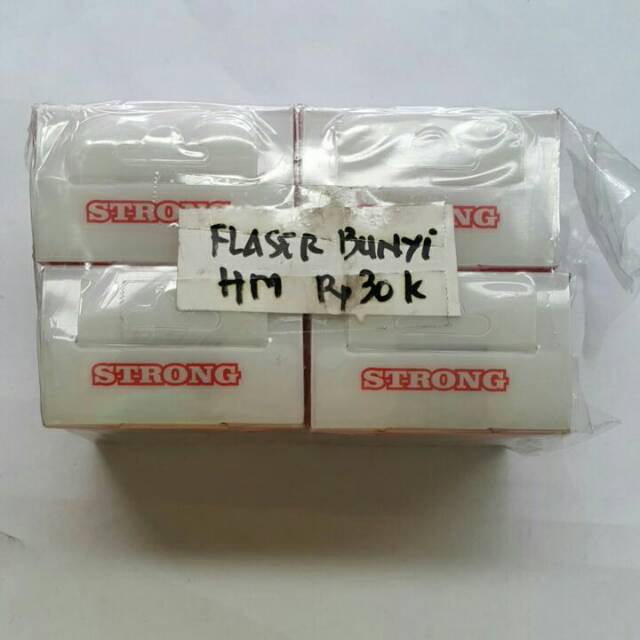 STRONG
FLASER BUNYI
HM Rp30k
STRONG STRONG